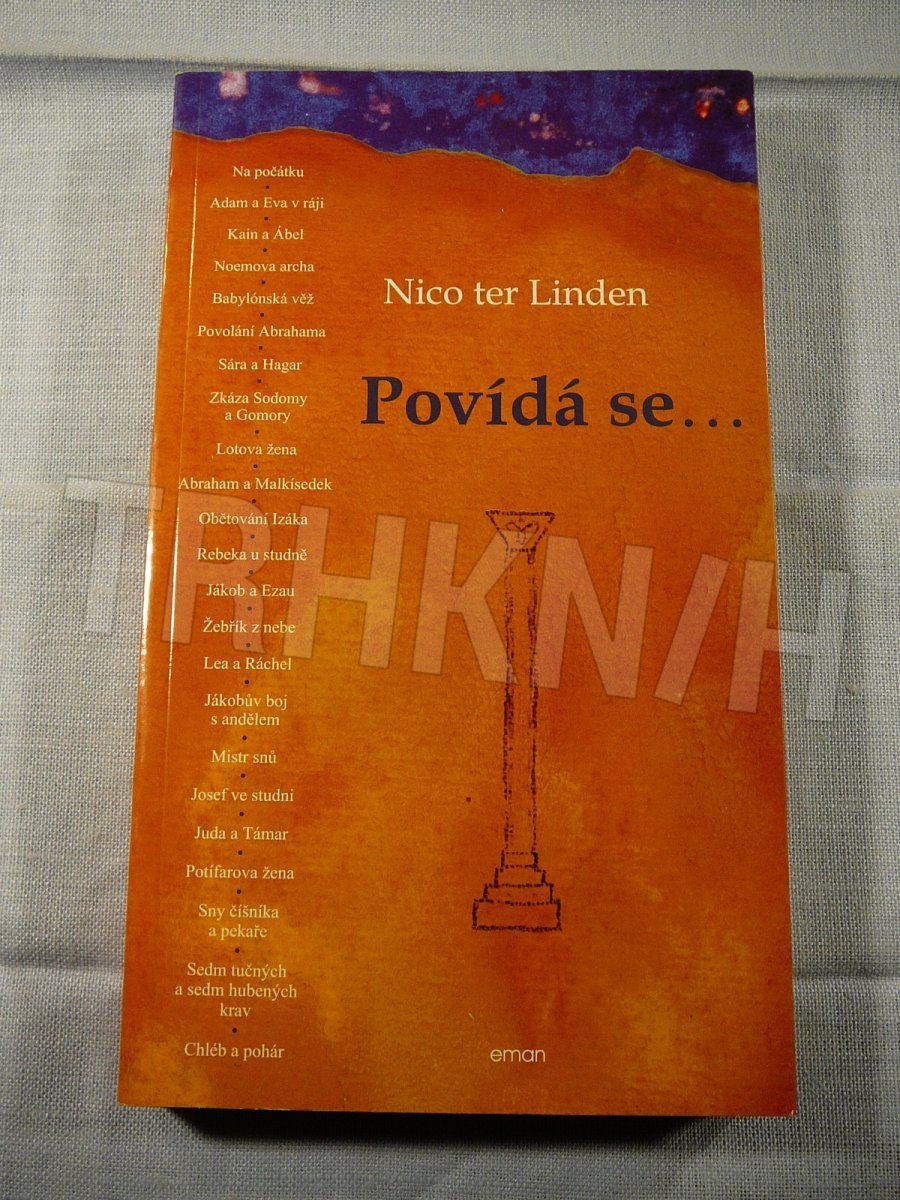 Na počátku
Adam a Eva v ráji
Kain a Ábel
Noemova archa
Babylónská věž
Povolání Abrahama
Sára a Hagar
Zkáza Sodomy
a Gomory
Lotova žena
Abraham a Malkísedek
Obětování Izáka
Rebeka u studně
Jákob a Ezau
Žebřík z nebe
Lea a Ráchel
Jákobův boj
s andělem
Mistr snů
Josef ve studni
Juda a Támar
Potífarova žena
Sny číšníka
a pekaře
Sedm tučných
a sedm hubených
krav
Chléb a pohár
Nico ter Linden
Povídá se...
eman
TRHKN/H